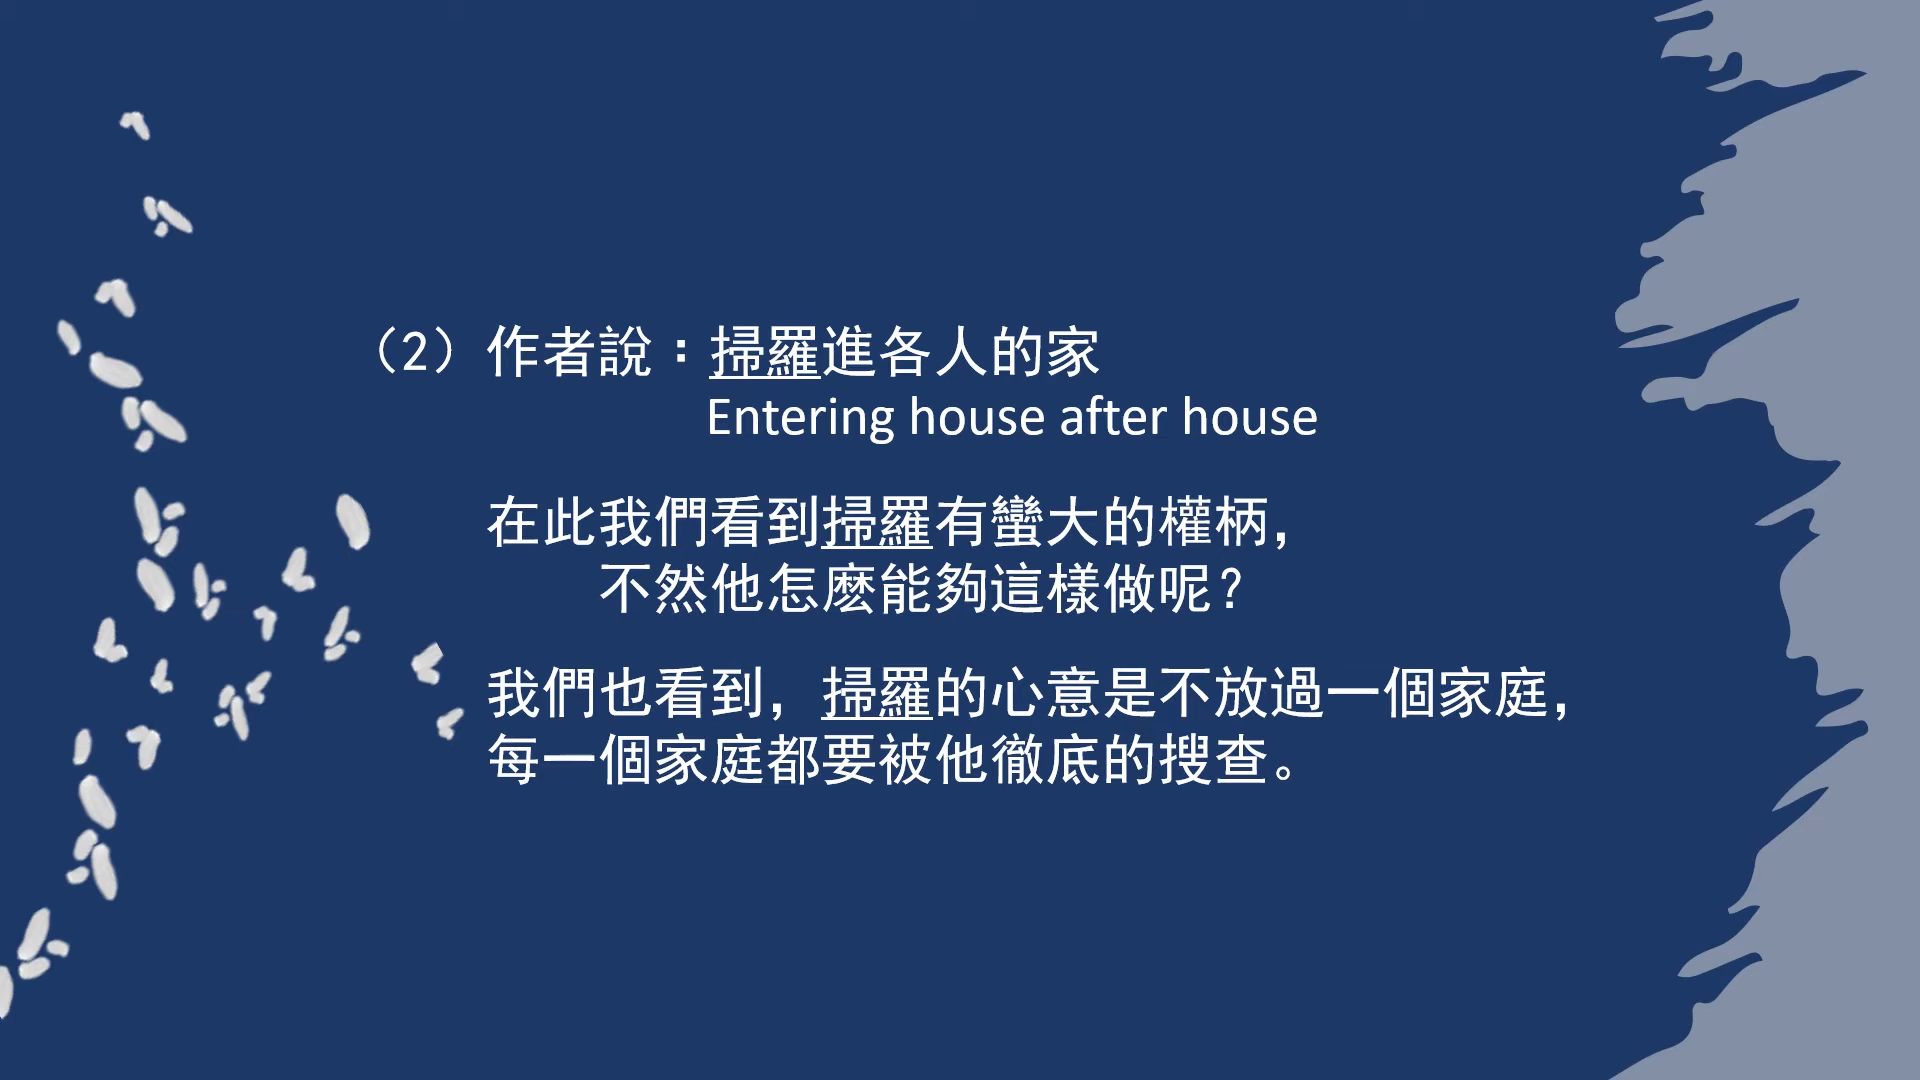 （2）作者說：掃羅進各人的家
Entering house after house
在此我們看到掃羅有蠻大的權柄，
不然他怎麽能夠這樣做呢？
我們也看到，掃羅的心意是不放過一個家庭，
每一個家庭都要被他徹底的搜查。